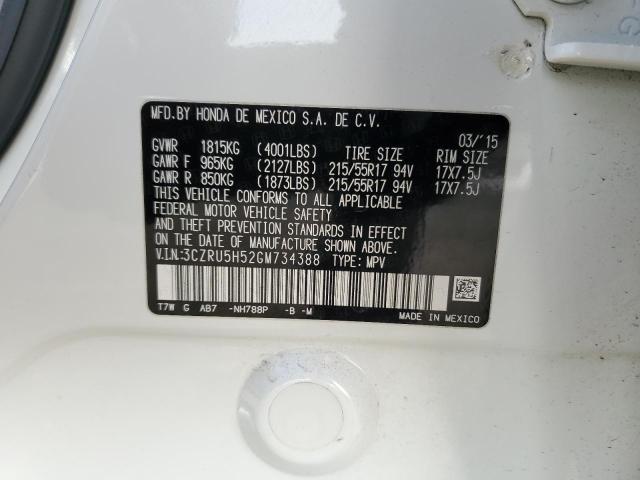 MFD.BY HONDA DE MEXICO S.A. DE C.V.
03/'15
GVWR 1815KG (4001LBS) TIRE SIZE RIM SIZE
GAWR F 965KG (2127LBS) 215/55R17 94V 17X7.5J
GAWR R 850KG (1873LBS) 215/55R17 94V 17X7.5J
THIS VEHICLE CONFORMS TO ALL APPLICABLE
FEDERAL MOTOR VEHICLE SAFETY
AND THEFT PREVENTION STANDARDS IN EFFECT
ON THE DATE OF MANUFACTURE SHOWN ABOVE.
V.I.N.:3CZRU5H52GM734388 TYPE: MPV
T7W G AB7 -NH788P -B -M MADE IN MEXICO